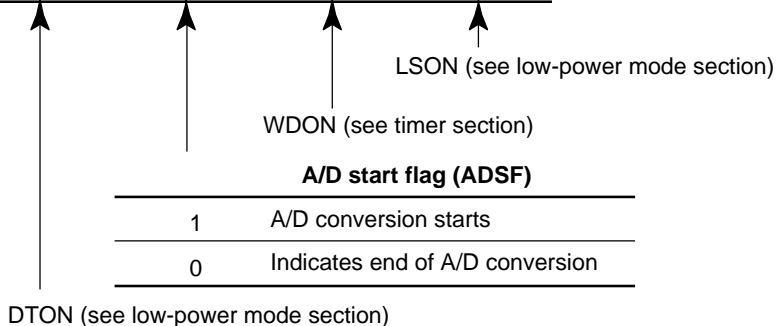 LSON (see low-power mode section)
WDON (see timer section)
A/D start flag (ADSF)
1 A/D conversion starts
0 Indicates end of A/D conversion
DTON (see low-power mode section)